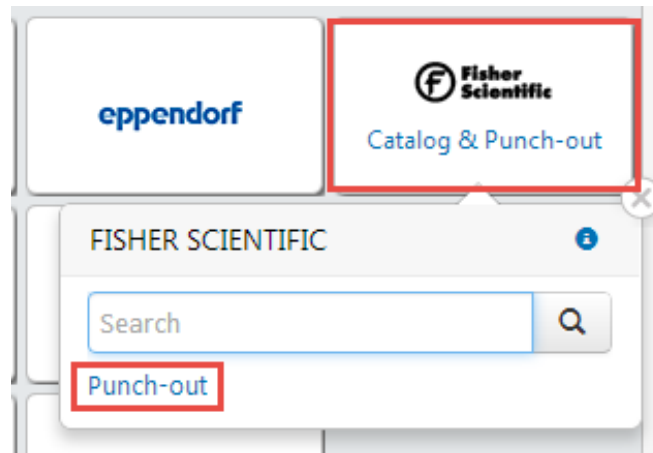 eppendorf
Fisher
Scientific
Catalog & Punch-out
FISHER SCIENTIFIC
Search
Punch-out